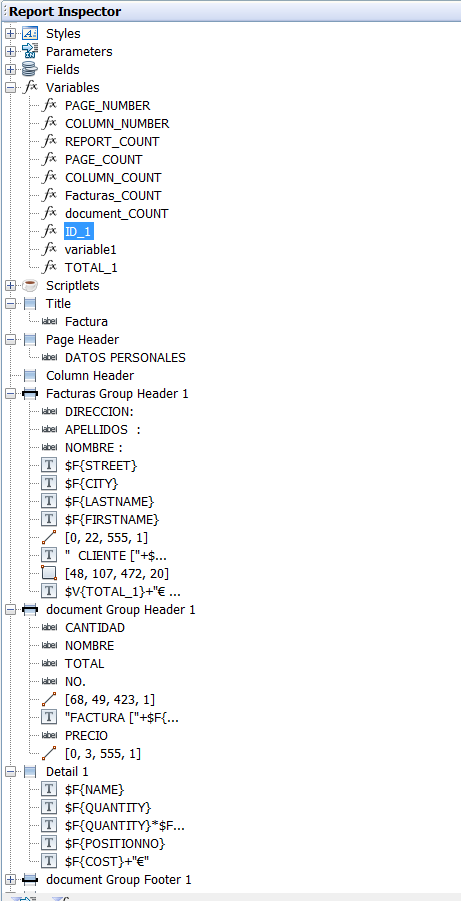 Report Inspector
Styles
Parameters
Fields
Variables
PAGE_NUMBER
COLUMN_NUMBER
REPORT_COUNT
PAGE_COUNT
COLUMN_COUNT
Facturas_COUNT
document_COUNT
ID_1
variable1
TOTAL_1
Scriptlets
Title
label Factura
Page Header
label DATOS PERSONALES
Column Header
Facturas Group Header 1
label DIRECCION:
label APELLIDOS  :
label NOMBRE :
T $F{STREET}
T $F{CITY}
T $F{LASTNAME}
T $F{FIRSTNAME}
[0, 22, 555, 1]
T "  CLIENTE ["+$...
[48, 107, 472, 20]
T $V{TOTAL_1}+"€ ...
document Group Header 1
label CANTIDAD
label NOMBRE
label TOTAL
label NO.
[68, 49, 423, 1]
T "FACTURA ["+$F{...
label PRECIO
[0, 3, 555, 1]
Detail 1
T $F{NAME}
T $F{QUANTITY}
T $F{QUANTITY}*$F...
T $F{POSITIONNO}
T $F{COST}+"€"
document Group Footer 1